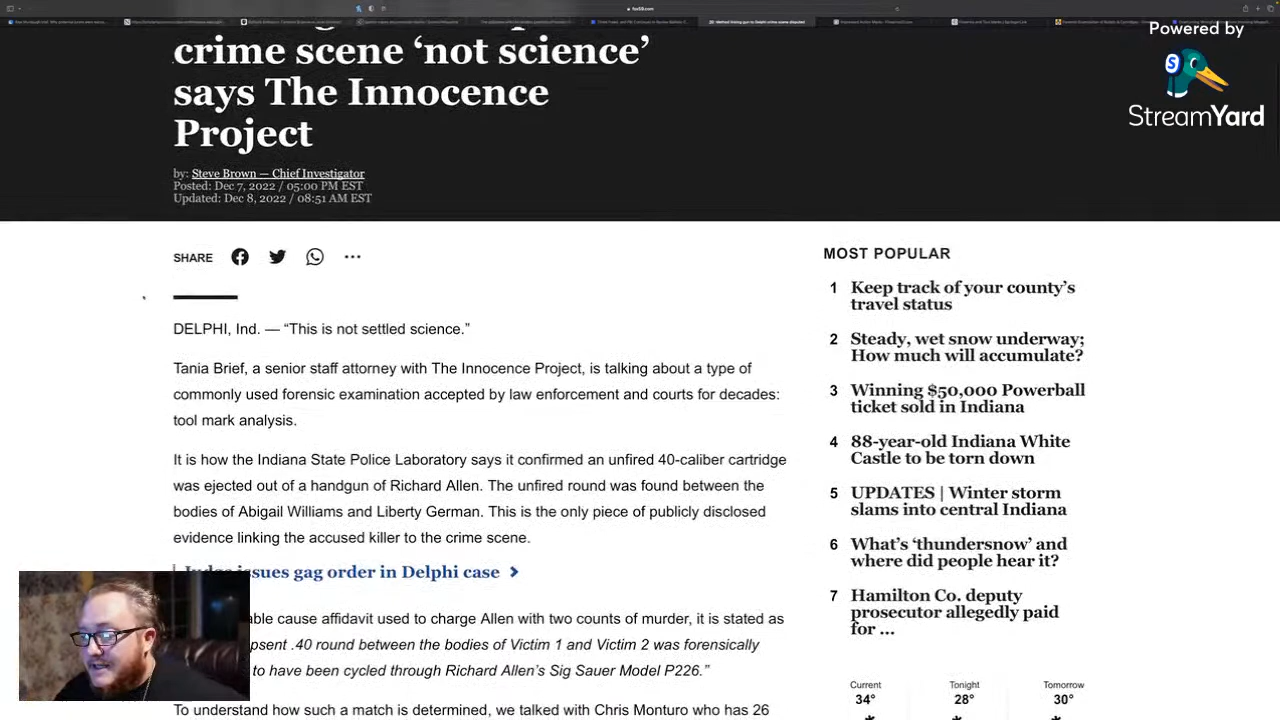 fox59.com
Method linking gun to Delphi crime scene disputed
crime scene ‘not science’
says The Innocence
Project
by: Steve Brown — Chief Investigator
Posted: Dec 7, 2022 / 05:00 PM EST
Updated: Dec 8, 2022 / 08:51 AM EST
Powered by
S
StreamYard
SHARE
DELPHI, Ind. — “This is not settled science.”
Tania Brief, a senior staff attorney with The Innocence Project, is talking about a type of
commonly used forensic examination accepted by law enforcement and courts for decades:
tool mark analysis.
It is how the Indiana State Police Laboratory says it confirmed an unfired 40-caliber cartridge
was ejected out of a handgun of Richard Allen. The unfired round was found between the
bodies of Abigail Williams and Liberty German. This is the only piece of publicly disclosed
evidence linking the accused killer to the crime scene.
issues gag order in Delphi case
able cause affidavit used to charge Allen with two counts of murder, it is stated as
psent .40 round between the bodies of Victim 1 and Victim 2 was forensically
to have been cycled through Richard Allen’s Sig Sauer Model P226.”
To understand how such a match is determined, we talked with Chris Monturo who has 26
MOST POPULAR
1 Keep track of your county’s
travel status
2 Steady, wet snow underway;
How much will accumulate?
3 Winning $50,000 Powerball
ticket sold in Indiana
4 88-year-old Indiana White
Castle to be torn down
5 UPDATES | Winter storm
slams into central Indiana
6 What’s ‘thundersnow’ and
where did people hear it?
7 Hamilton Co. deputy
prosecutor allegedly paid
for ...
Current Tonight Tomorrow
34° 28° 30°